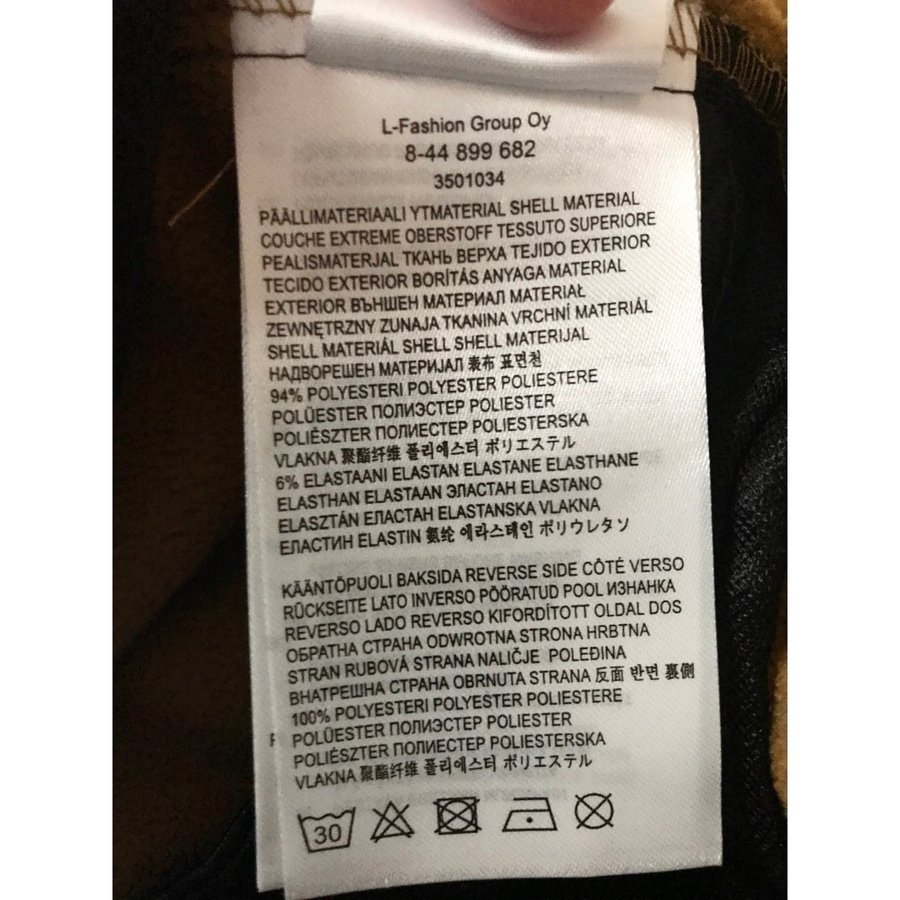 L-Fashion Group Oy
8-44 899 682
3501034
PÄÄLLIMATERIAALI YTMATERIAL SHELL MATERIAL
COUCHE EXTREME OBERSTOFF TESSUTO SUPERIORE
PEALISMATERJAL ТКАНЬ ВЕРХА TEJIDO EXTERIOR
TECIDO EXTERIOR BORÍTÁS ANYAGA MATERIAL
EXTERIOR ВЪНШЕН МАТЕРИАЛ MATERIAŁ
ZEWNĘTRZNY ZUNAJA TKANINA VRCHNÍ MATERIÁL
SHELL MATERIÁL SHELL SHELL MATERIJAL
НАДВОРЕШЕН МАТЕРИЈАЛ 表布 표면천
94% POLYESTERI POLYESTER POLIESTERE
POLÜESTER ПОЛИЭСТЕР POLIESTER
POLIÉSZTER ПОЛИЕСТЕР POLIESTERSKA
VLAKNA 聚酯纤维 폴리에스터 ポリエステル
6% ELASTAANI ELASTAN ELASTANE ELASTHANE
ELASTHAN ELASTAAN ЭЛАСТАН ELASTANO
ELASZTÁN ЕЛАСТАН ELASTANSKA VLAKNA
ЕЛАСТИН ELASTIN 氨纶 에라스테인 ポリウレタソ
KÄÄNTÖPUOLI BAKSIDA REVERSE SIDE CÔTÉ VERSO
RÜCKSEITE LATO INVERSO PÖÖRATUD POOL ИЗНАНКА
REVERSO LADO REVERSO KIFORDÍTOTT OLDAL DOS
ОБРАТНА СТРАНА ODWROTNA STRONA HRBTNA
STRAN RUBOVÁ STRANA NALIČJE POLEĐINA
ВНАТРЕШНА СТРАНА OBRNUTA STRANA 反面 반면 裏側
100% POLYESTERI POLYESTER POLIESTERE
POLÜESTER ПОЛИЭСТЕР POLIESTER
POLIÉSZTER ПОЛИЕСТЕР POLIESTERSKA
VLAKNA 聚酯纤维 폴리에스터 ポリエステル
30